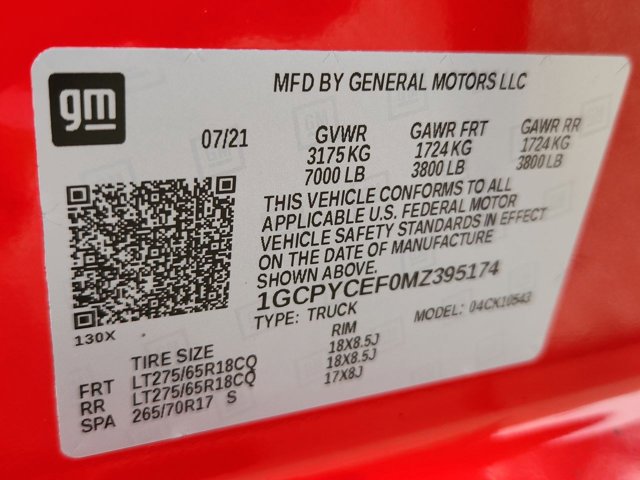 gm
MFD BY GENERAL MOTORS LLC
07/21 GVWR GAWR FRT GAWR RR
3175 KG 1724 KG 1724 KG
7000 LB 3800 LB 3800 LB
THIS VEHICLE CONFORMS TO ALL
APPLICABLE U.S. FEDERAL MOTOR
VEHICLE SAFETY STANDARDS IN EFFECT
ON THE DATE OF MANUFACTURE
SHOWN ABOVE.
1GCPYCEF0MZ395174
TYPE: TRUCK MODEL: 04CK10543
130X
TIRE SIZE RIM
FRT LT275/65R18CQ 18X8.5J
RR LT275/65R18CQ 18X8.5J
SPA 265/70R17 S 17X8J